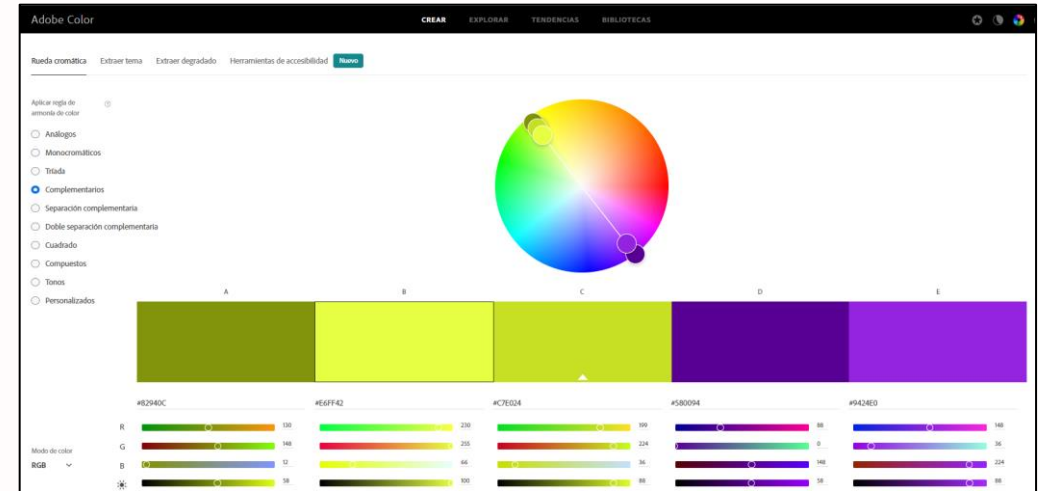 Adobe Color CREAR EXPLORAR TENDENCIAS BIBLIOTECAS
Rueda cromática Extraer tema Extraer degradado Herramientas de accesibilidad Nuevo
Aplicar regla de
armonía de color
Análogos
Monocromáticos
Tríada
Complementarios
Separación complementaria
Doble separación complementaria
Cuadrado
Compuestos
Tonos
Personalizados
A B C D E
#82940C #E6FF42 #C7E024 #580094 #9424E0
R 130 230 199 88 148
G 148 255 224 0 36
Modo de color
RGB B 12 66 36 148 224
58 100 88 58 88